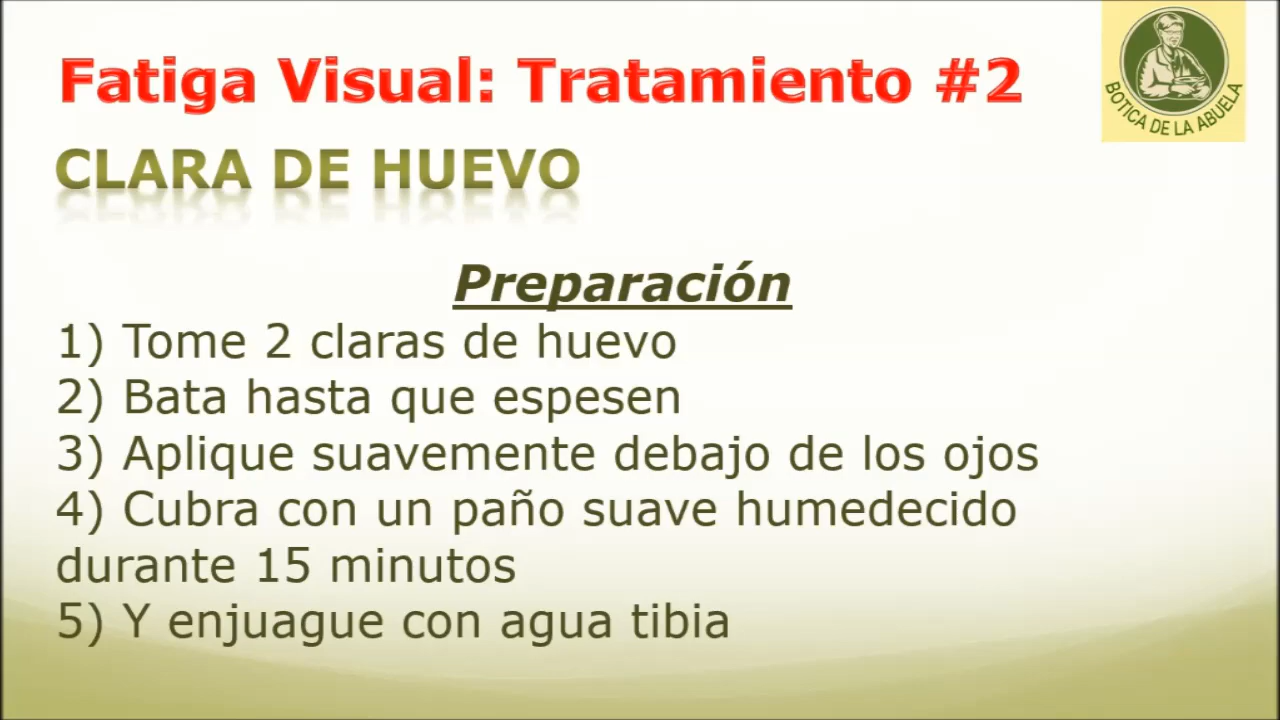 Fatiga Visual: Tratamiento #2
BOTICA DE LA ABUELA
CLARA DE HUEVO
Preparación
1) Tome 2 claras de huevo
2) Bata hasta que espesen
3) Aplique suavemente debajo de los ojos
4) Cubra con un paño suave humedecido
durante 15 minutos
5) Y enjuague con agua tibia